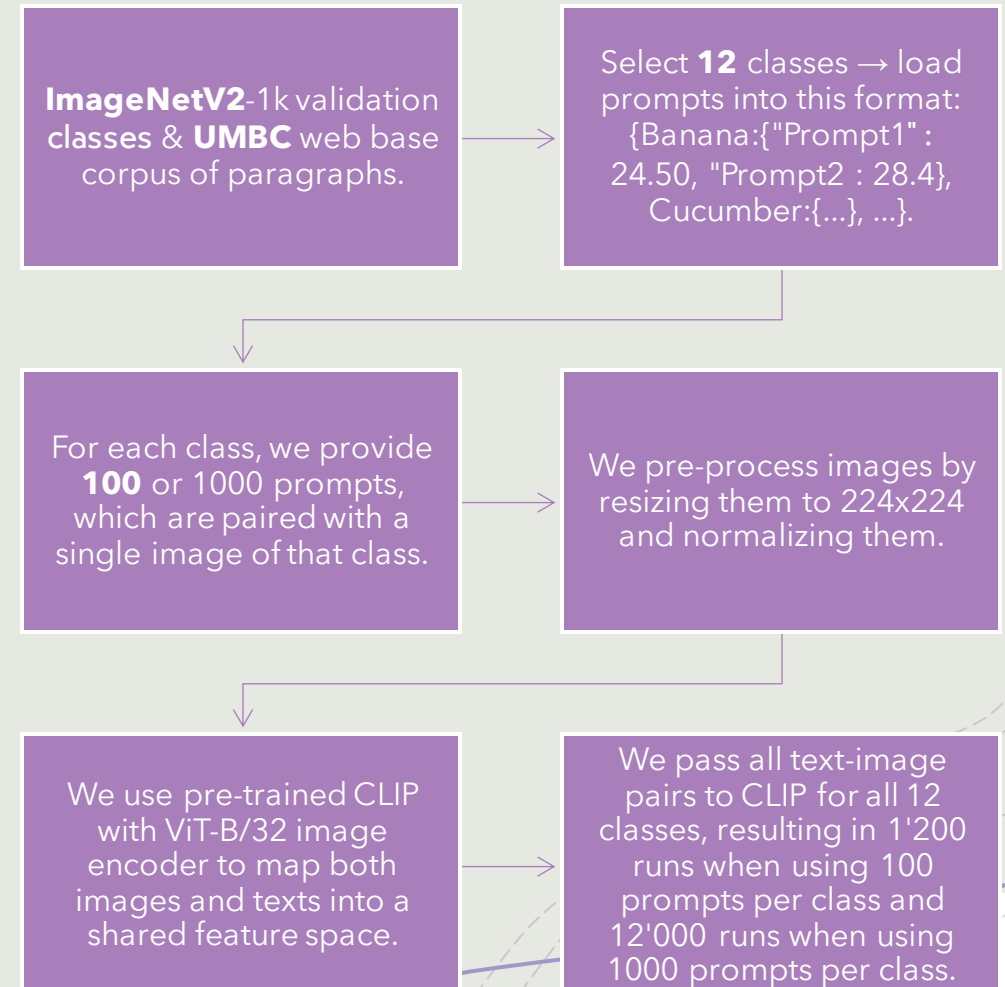 ImageNetV2-1k validation
classes & UMBC web base
corpus of paragraphs.
Select 12 classes → load
prompts into this format:
{Banana:{"Prompt1" :
24.50, "Prompt2 : 28.4},
Cucumber:{...}, ...}.
For each class, we provide
100 or 1000 prompts,
which are paired with a
single image of that class.
We pre-process images by
resizing them to 224x224
and normalizing them.
We use pre-trained CLIP
with ViT-B/32 image
encoder to map both
images and texts into a
shared feature space.
We pass all text-image
pairs to CLIP for all 12
classes, resulting in 1'200
runs when using 100
prompts per class and
12'000 runs when using
1000 prompts per class.